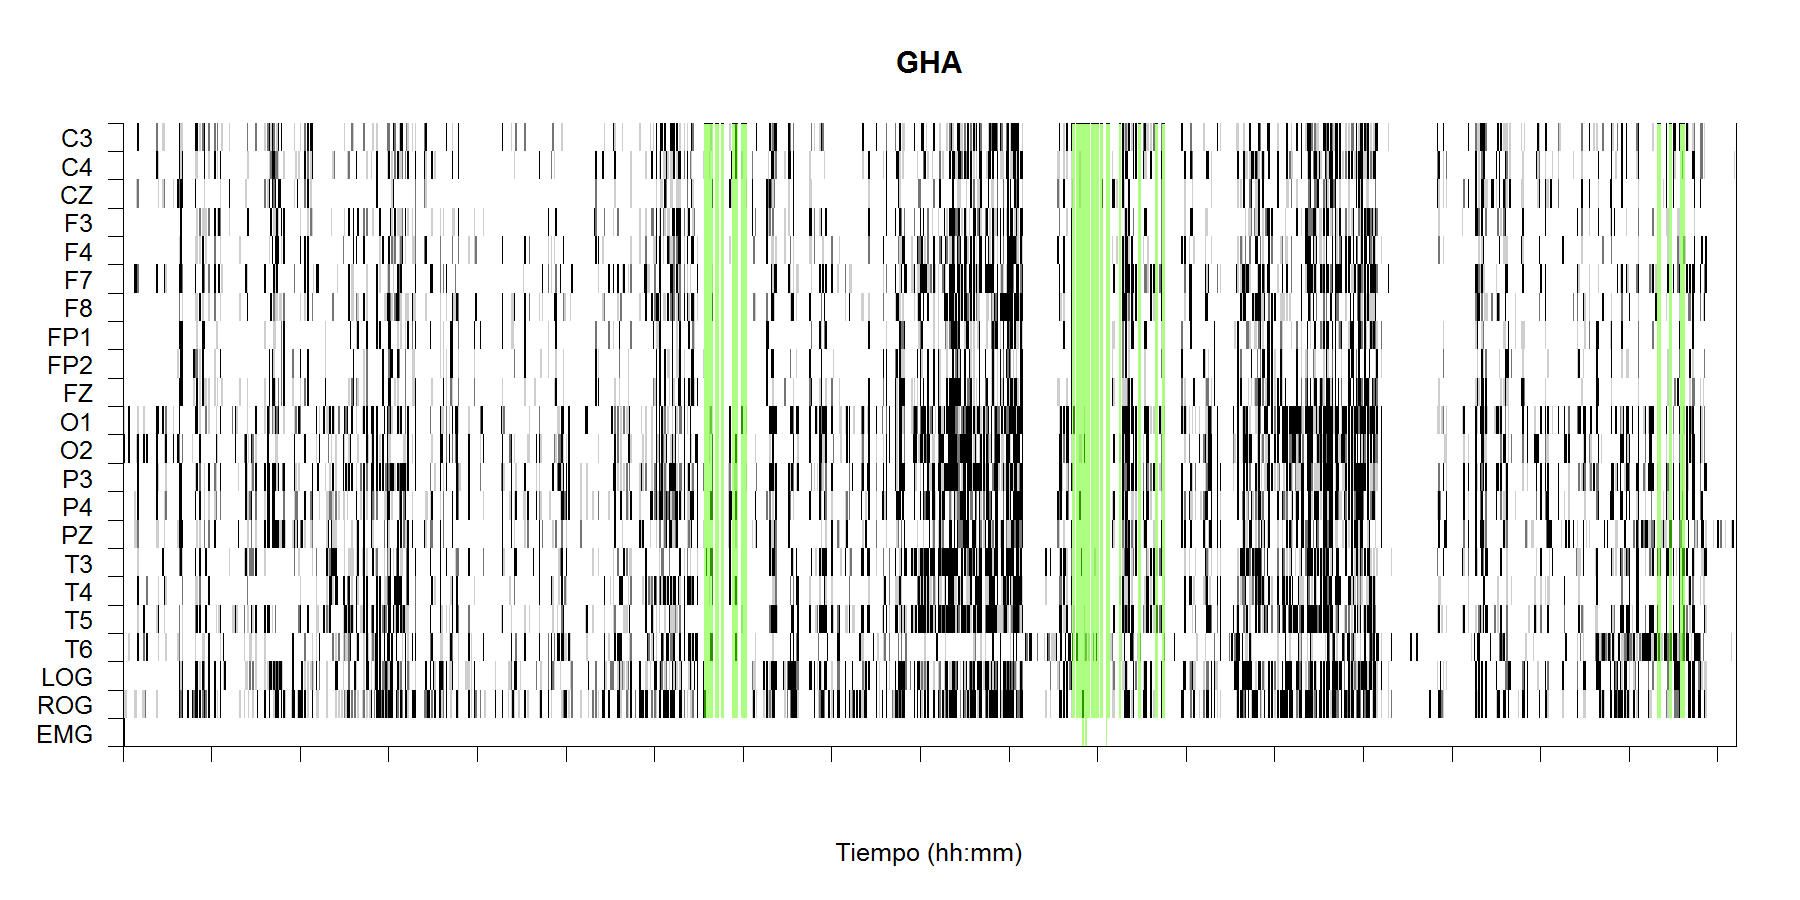 GHA
C3
C4
CZ
F3
F4
F7
F8
FP1
FP2
FZ
O1
O2
P3
P4
PZ
T3
T4
T5
T6
LOG
ROG
EMG
Tiempo (hh:mm)